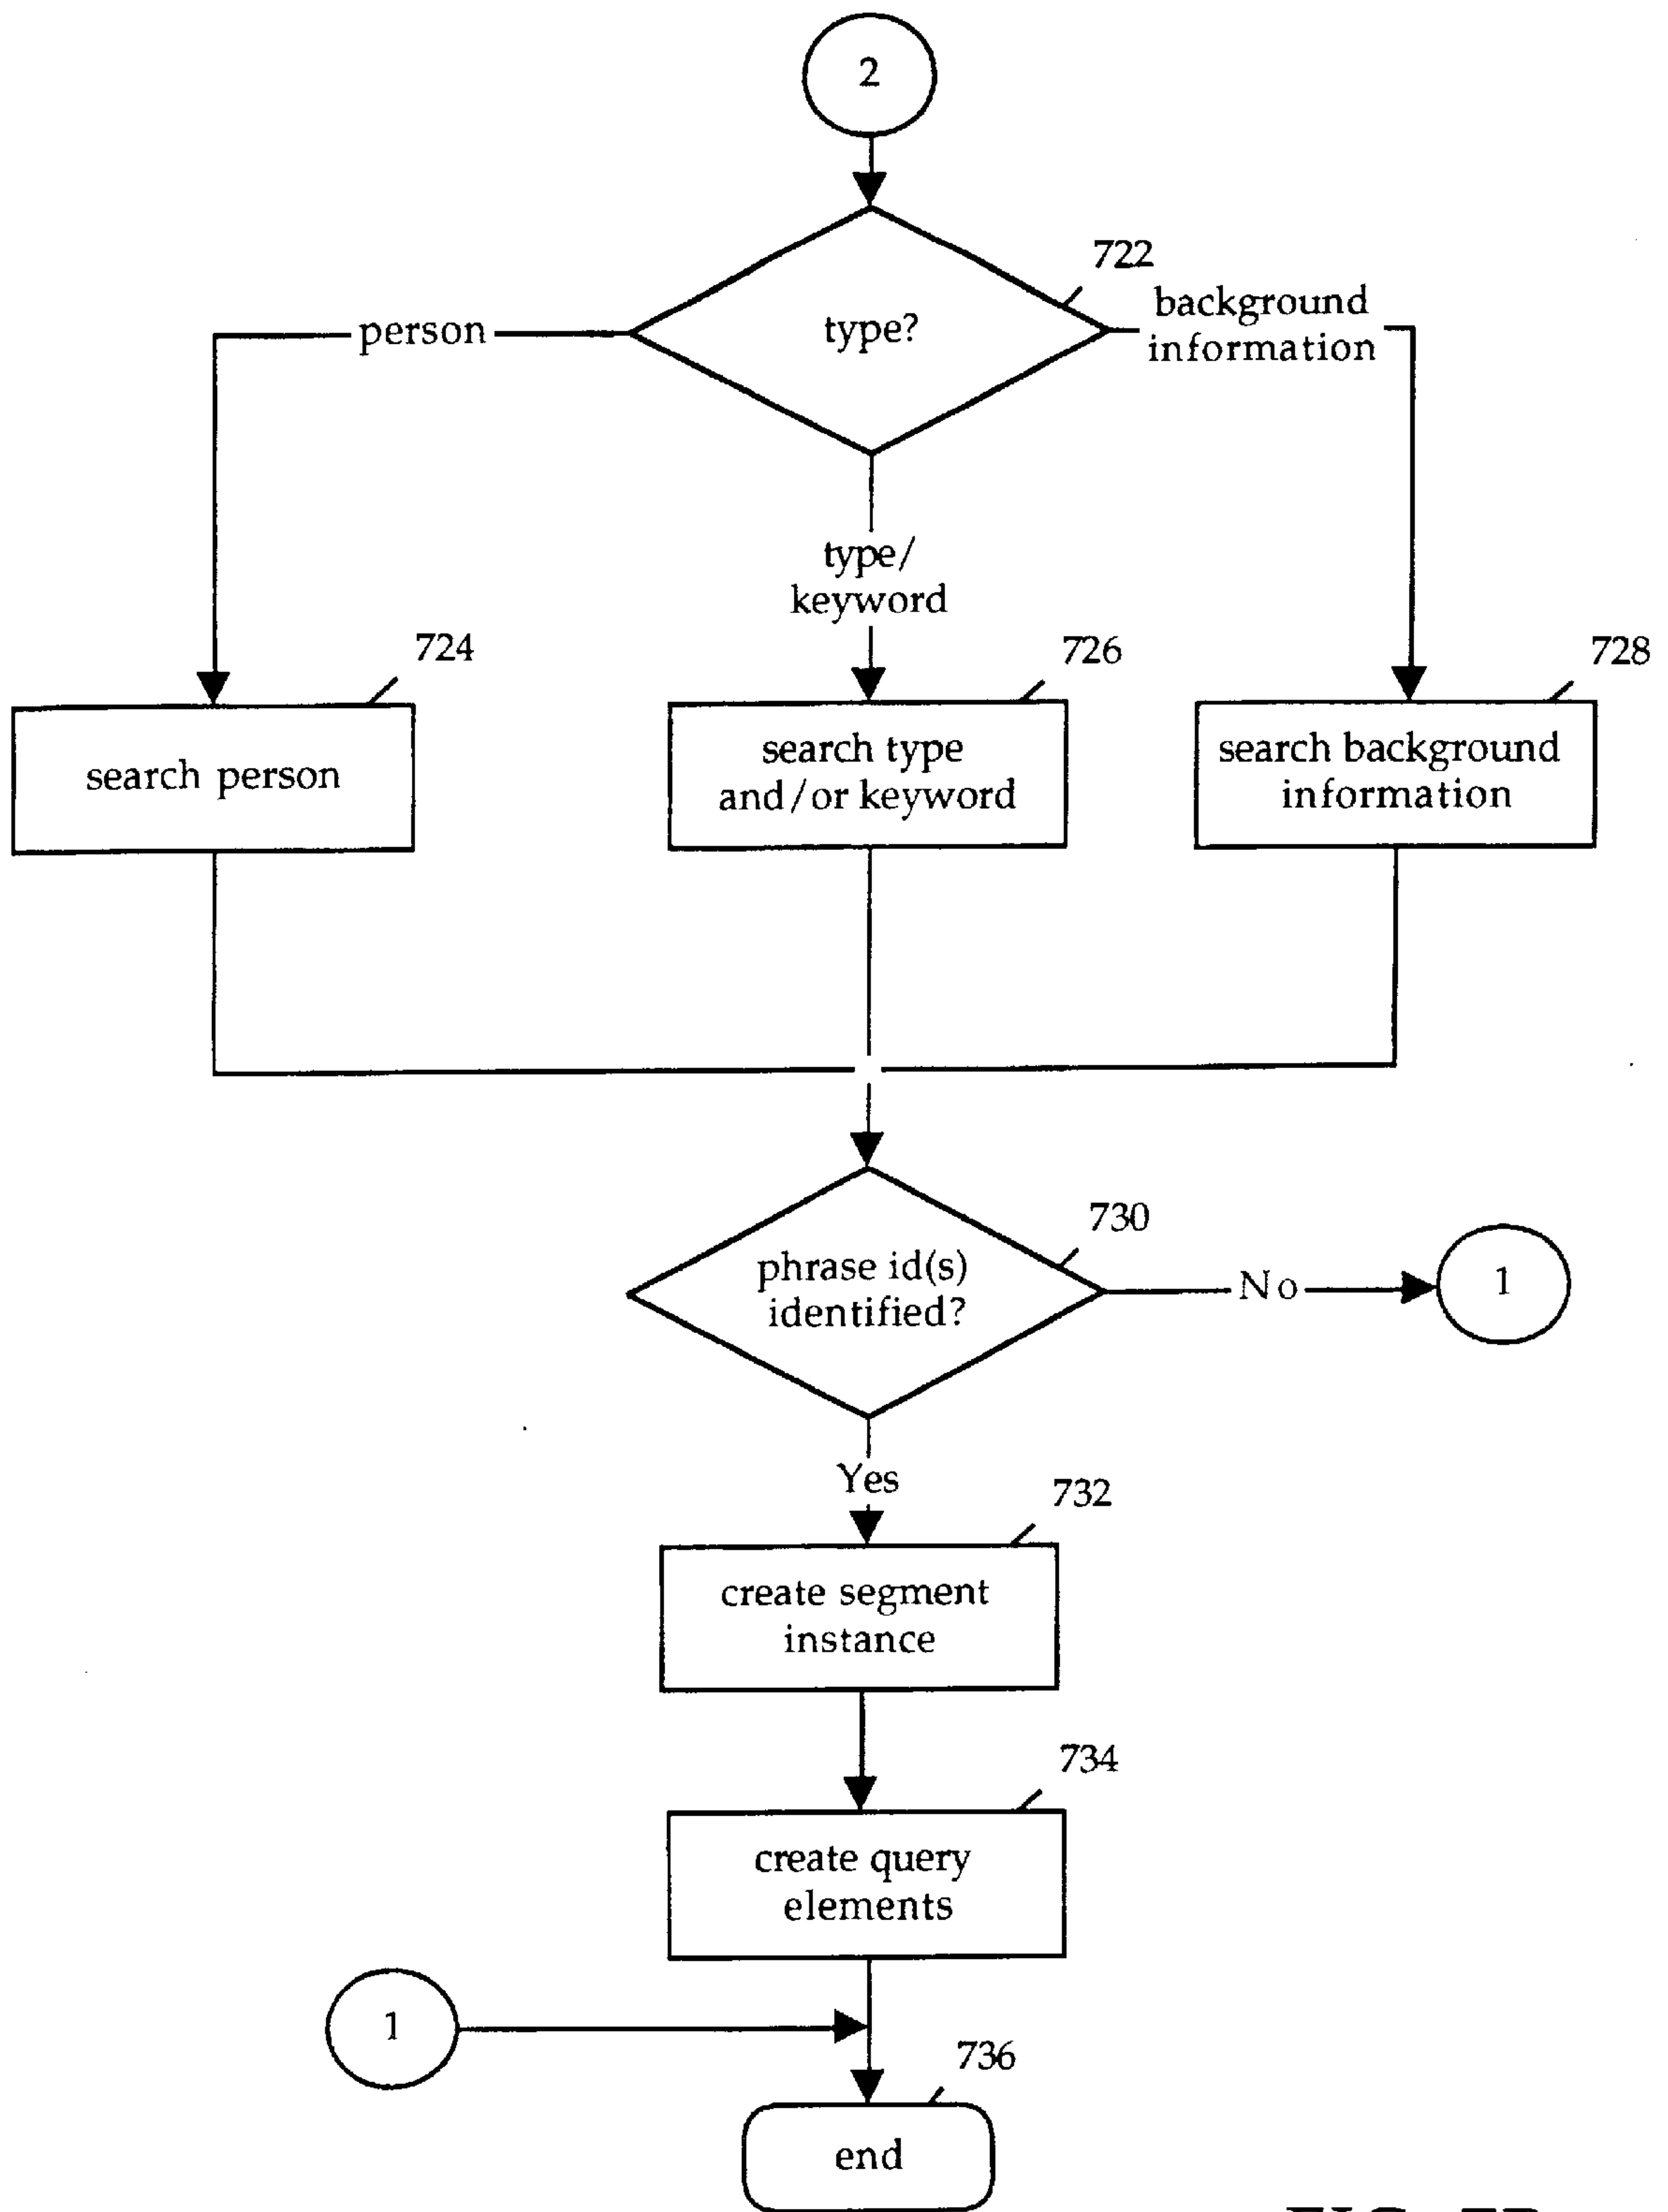 2
722
type?
person
background
information
type/
keyword
724
726
728
search person
search type
and/or keyword
search background
information
730
phrase id(s)
identified?
No
1
Yes
732
create segment
instance
734
create query
elements
1
736
end